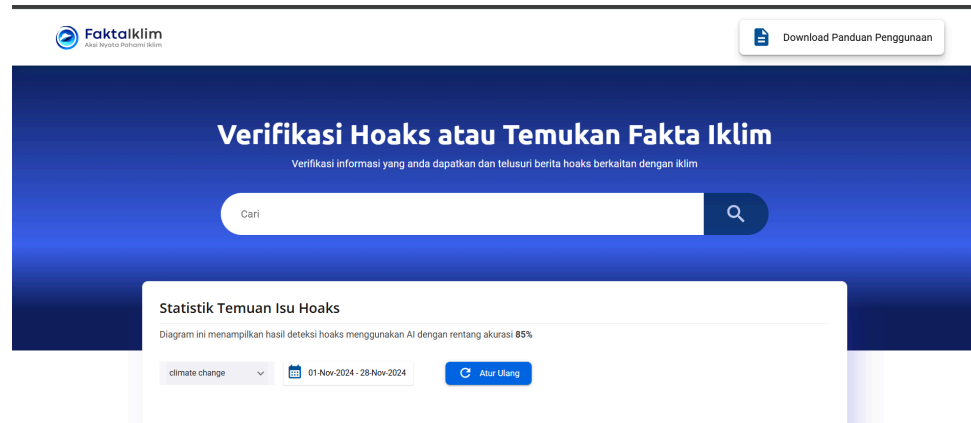 FaktaIklim
Aksi Nyata Pahami Iklim
Download Panduan Penggunaan
Verifikasi Hoaks atau Temukan Fakta Iklim
Verifikasi informasi yang anda dapatkan dan telusuri berita hoaks berkaitan dengan iklim
Cari
Statistik Temuan Isu Hoaks
Diagram ini menampilkan hasil deteksi hoaks menggunakan AI dengan rentang akurasi 85%
climate change
01-Nov-2024 - 28-Nov-2024
Atur Ulang